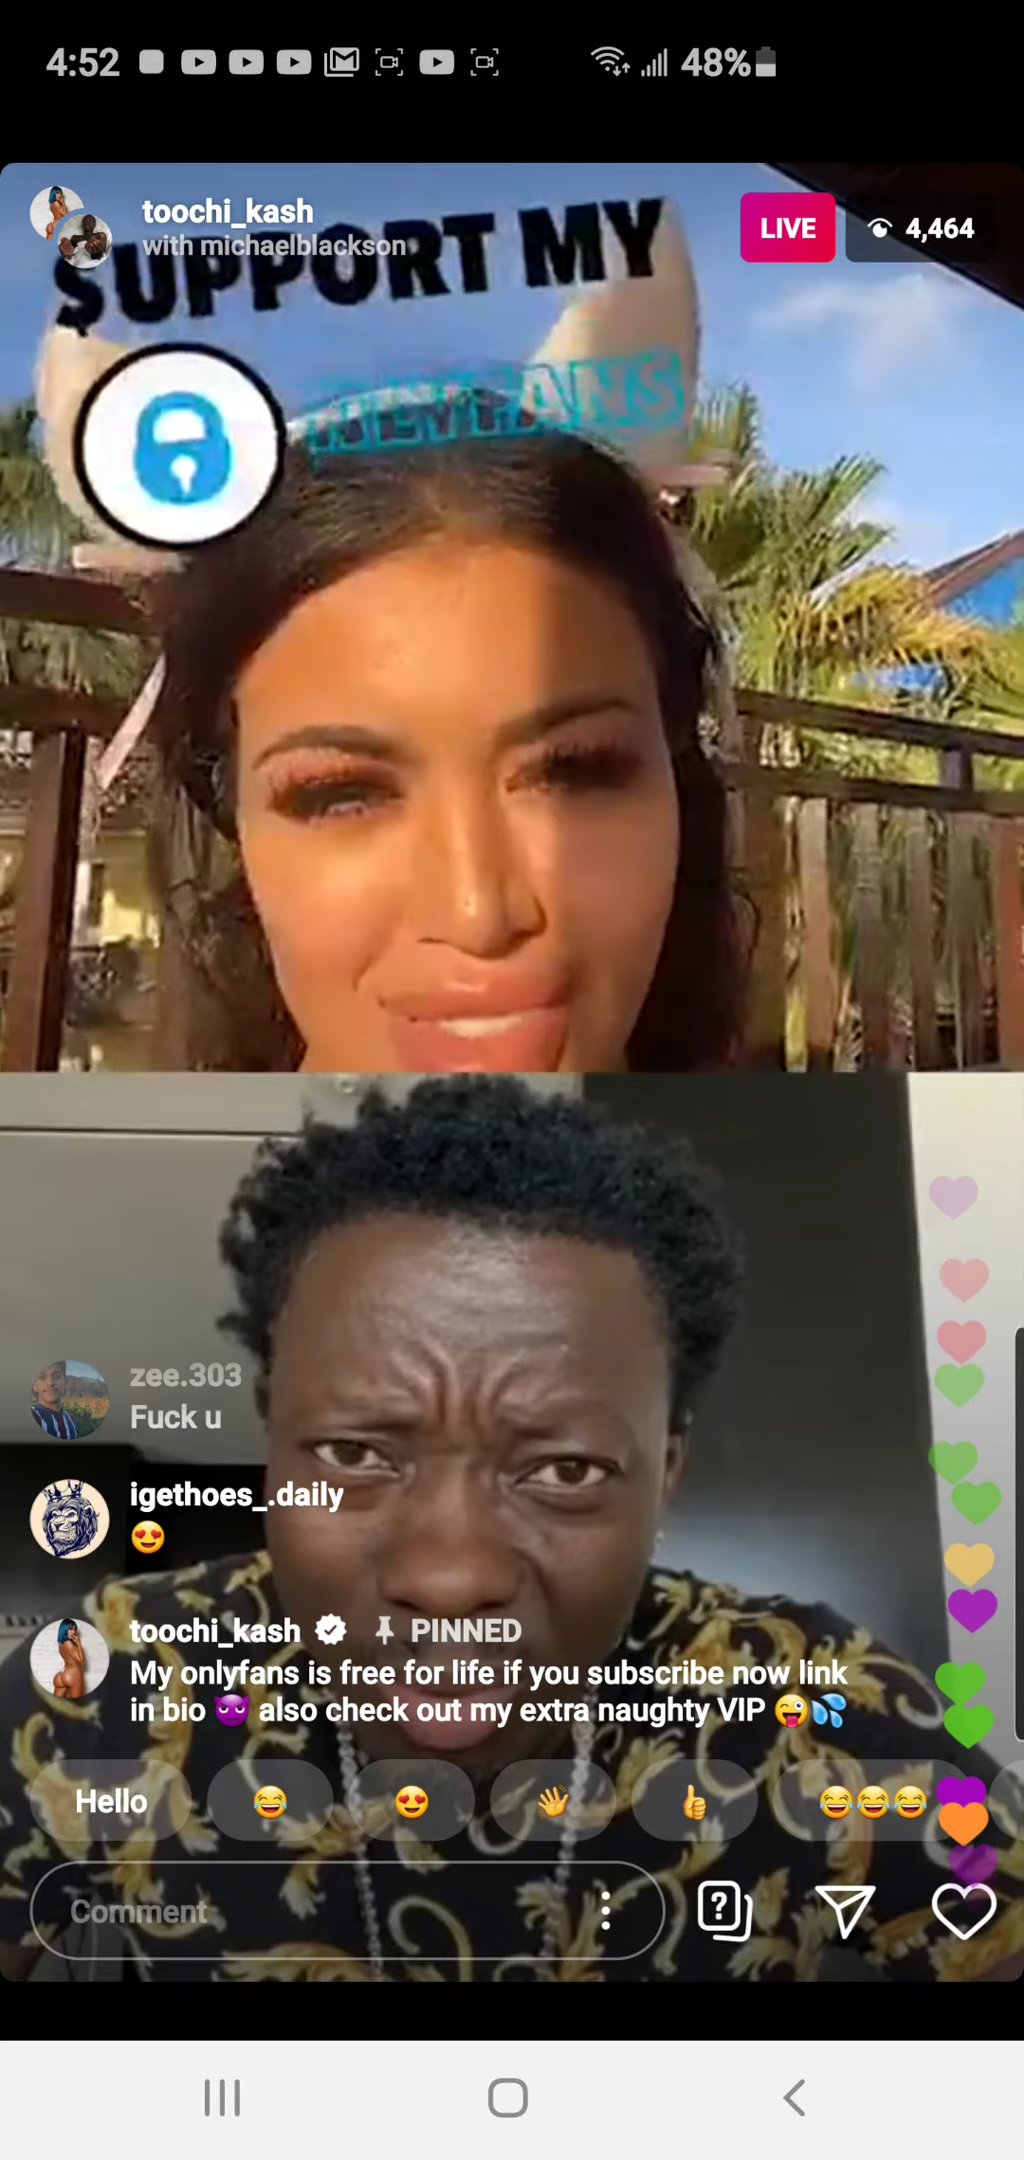 4:52
48%
toochi_kash
with michaelblackson
LIVE
4,464
SUPPORT MY
ONLYFANS
zee.303
Fuck u
igethoes_.daily
😍
toochi_kash PINNED
My onlyfans is free for life if you subscribe now link
in bio 😈 also check out my extra naughty VIP 😜💦
Hello 😂 😍 👋 👍 😂😂😂
Comment